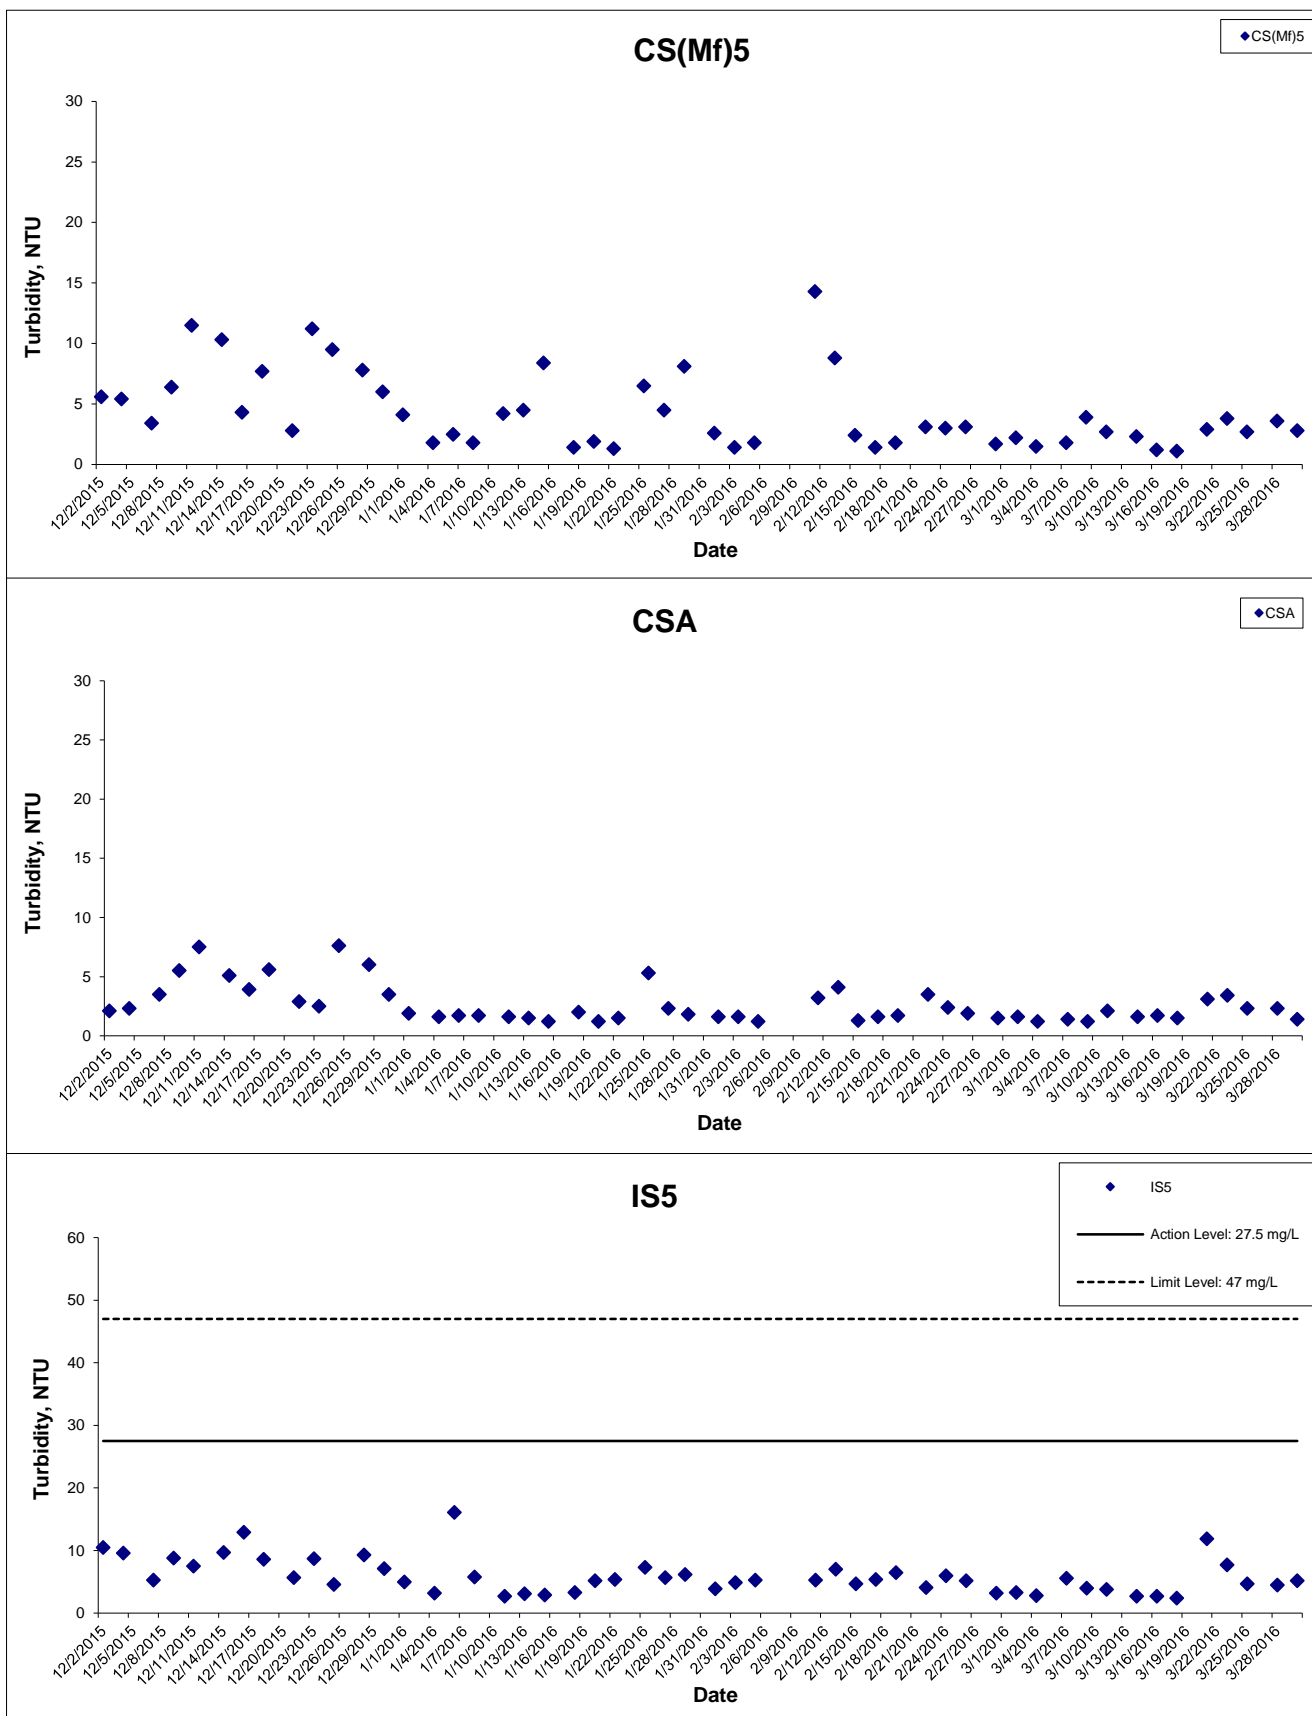 CS(Mf)5
CS(Mf)5
30
25
20
15
10
5
0
Turbidity, NTU
12/2/2015 12/5/2015 12/8/2015 12/11/2015 12/14/2015 12/17/2015 12/20/2015 12/23/2015 12/26/2015 12/29/2015 1/1/2016 1/4/2016 1/7/2016 1/10/2016 1/13/2016 1/16/2016 1/19/2016 1/22/2016 1/25/2016 1/28/2016 1/31/2016 2/3/2016 2/6/2016 2/9/2016 2/12/2016 2/15/2016 2/18/2016 2/21/2016 2/24/2016 2/27/2016 3/1/2016 3/4/2016 3/7/2016 3/10/2016 3/13/2016 3/16/2016 3/19/2016 3/22/2016 3/25/2016 3/28/2016
Date
CSA
CSA
30
25
20
15
10
5
0
Turbidity, NTU
12/2/2015 12/5/2015 12/8/2015 12/11/2015 12/14/2015 12/17/2015 12/20/2015 12/23/2015 12/26/2015 12/29/2015 1/1/2016 1/4/2016 1/7/2016 1/10/2016 1/13/2016 1/16/2016 1/19/2016 1/22/2016 1/25/2016 1/28/2016 1/31/2016 2/3/2016 2/6/2016 2/9/2016 2/12/2016 2/15/2016 2/18/2016 2/21/2016 2/24/2016 2/27/2016 3/1/2016 3/4/2016 3/7/2016 3/10/2016 3/13/2016 3/16/2016 3/19/2016 3/22/2016 3/25/2016 3/28/2016
Date
IS5
IS5
Action Level: 27.5 mg/L
Limit Level: 47 mg/L
60
50
40
30
20
10
0
Turbidity, NTU
12/2/2015 12/5/2015 12/8/2015 12/11/2015 12/14/2015 12/17/2015 12/20/2015 12/23/2015 12/26/2015 12/29/2015 1/1/2016 1/4/2016 1/7/2016 1/10/2016 1/13/2016 1/16/2016 1/19/2016 1/22/2016 1/25/2016 1/28/2016 1/31/2016 2/3/2016 2/6/2016 2/9/2016 2/12/2016 2/15/2016 2/18/2016 2/21/2016 2/24/2016 2/27/2016 3/1/2016 3/4/2016 3/7/2016 3/10/2016 3/13/2016 3/16/2016 3/19/2016 3/22/2016 3/25/2016 3/28/2016
Date